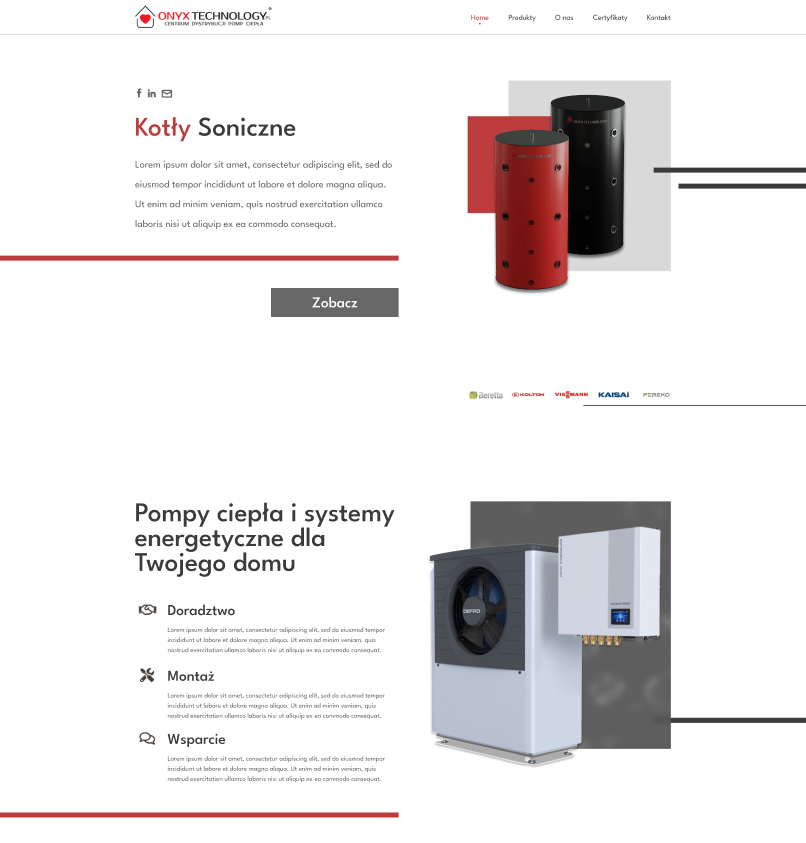 ONYX TECHNOLOGY.PL
CENTRUM DYSTRYBUCJI POMP CIEPŁA
Home Produkty O nas Certyfikaty Kontakt
Kotły Soniczne
Lorem ipsum dolor sit amet, consectetur adipiscing elit, sed do
eiusmod tempor incididunt ut labore et dolore magna aliqua.
Ut enim ad minim veniam, quis nostrud exercitation ullamco
laboris nisi ut aliquip ex ea commodo consequat.
Zobacz
Beretta KOŁTON VIESSMANN KAISAI PEREKO
Pompy ciepła i systemy
energetyczne dla
Twojego domu
Doradztwo
Lorem ipsum dolor sit amet, consectetur adipiscing elit, sed do eiusmod tempor
incididunt ut labore et dolore magna aliqua. Ut enim ad minim veniam, quis
nostrud exercitation ullamco laboris nisi ut aliquip ex ea commodo consequat.
Montaż
Lorem ipsum dolor sit amet, consectetur adipiscing elit, sed do eiusmod tempor
incididunt ut labore et dolore magna aliqua. Ut enim ad minim veniam, quis
nostrud exercitation ullamco laboris nisi ut aliquip ex ea commodo consequat.
Wsparcie
Lorem ipsum dolor sit amet, consectetur adipiscing elit, sed do eiusmod tempor
incididunt ut labore et dolore magna aliqua. Ut enim ad minim veniam, quis
nostrud exercitation ullamco laboris nisi ut aliquip ex ea commodo consequat.
DEFRO